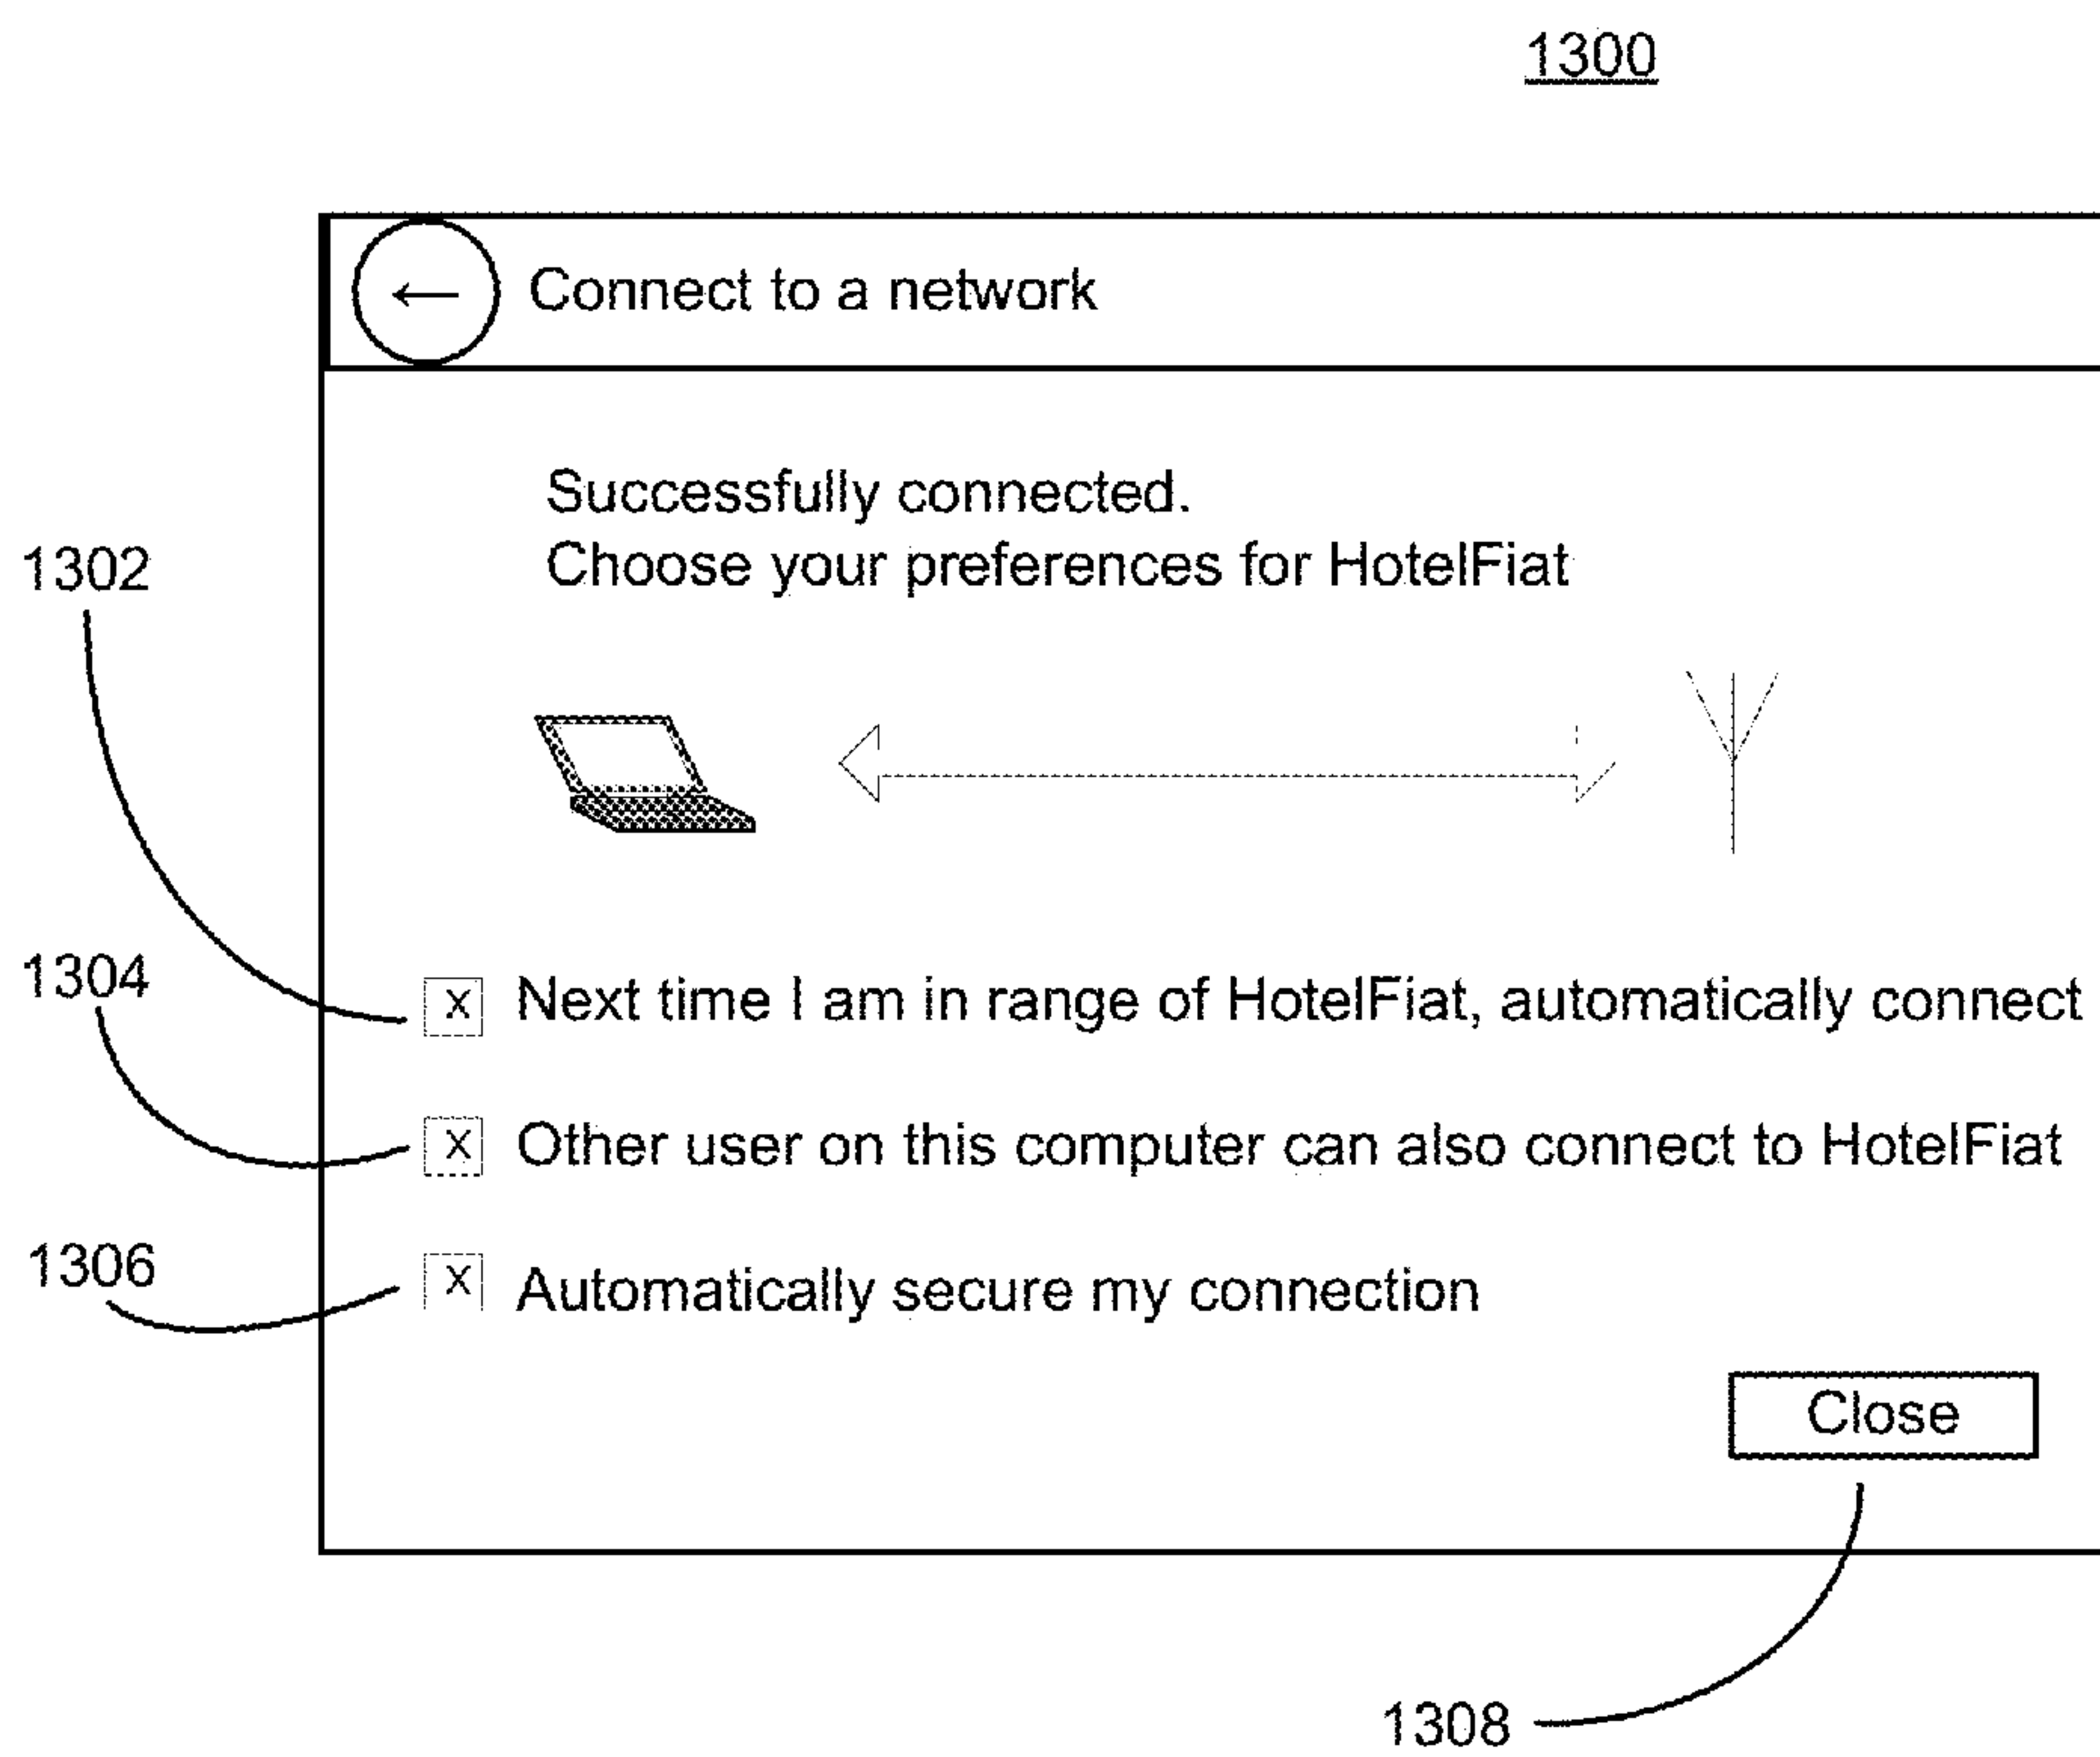 1300
← Connect to a network
Successfully connected.
Choose your preferences for HotelFiat
1302
1304
X Next time I am in range of HotelFiat, automatically connect
X Other user on this computer can also connect to HotelFiat
1306
X Automatically secure my connection
Close
1308